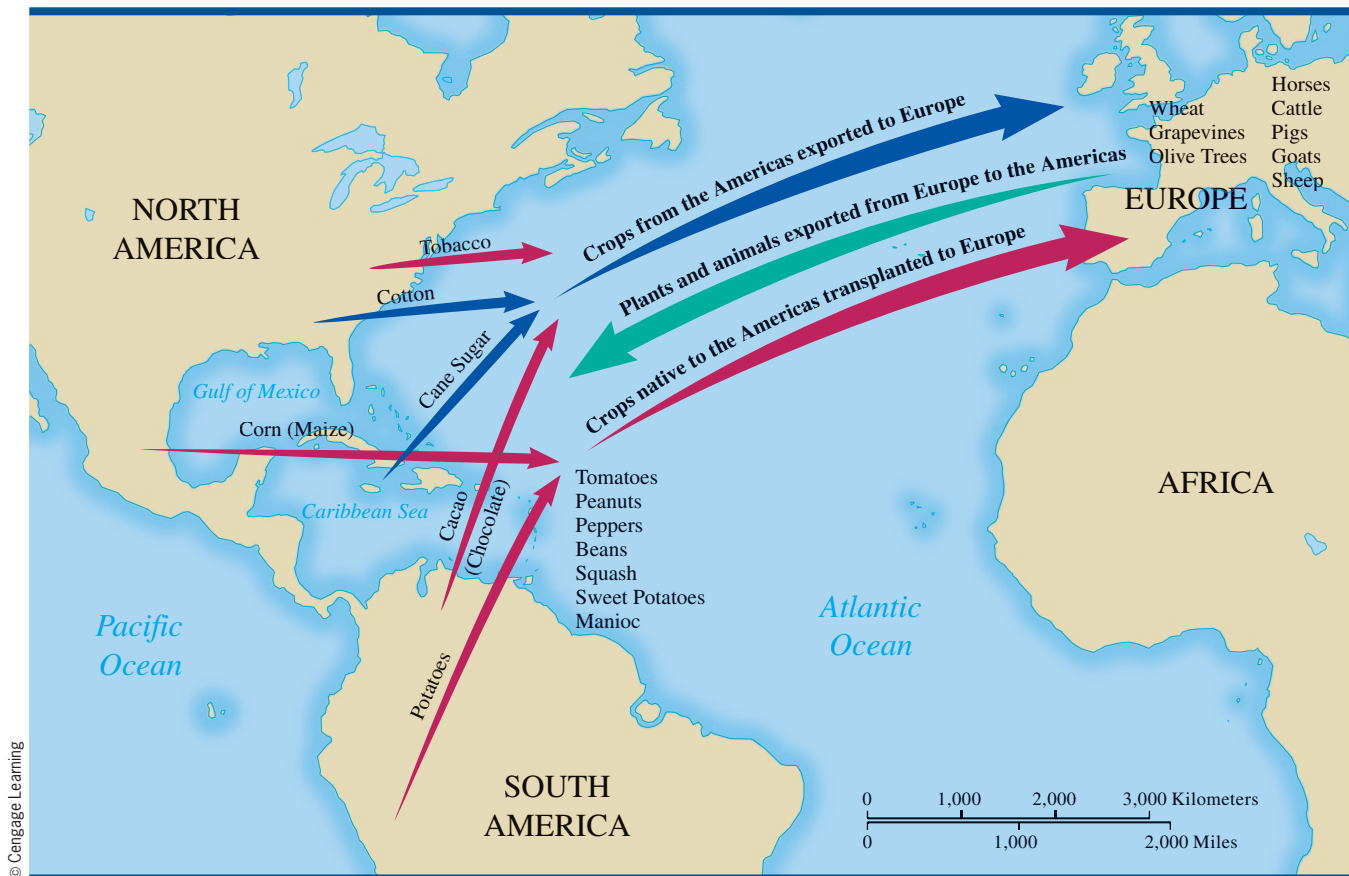 NORTH
AMERICA
Tobacco
Cotton
Cane Sugar
Gulf of Mexico
Corn (Maize)
Caribbean Sea
Cacao
(Chocolate)
Potatoes
Crops from the Americas exported to Europe
Plants and animals exported from Europe to the Americas
Crops native to the Americas transplanted to Europe
Wheat
Grapevines
Olive Trees
Horses
Cattle
Pigs
Goats
Sheep
EUROPE
Tomatoes
Peanuts
Peppers
Beans
Squash
Sweet Potatoes
Manioc
AFRICA
Pacific
Ocean
Atlantic
Ocean
SOUTH
AMERICA
0 1,000 2,000 3,000 Kilometers
0 1,000 2,000 Miles
© Cengage Learning